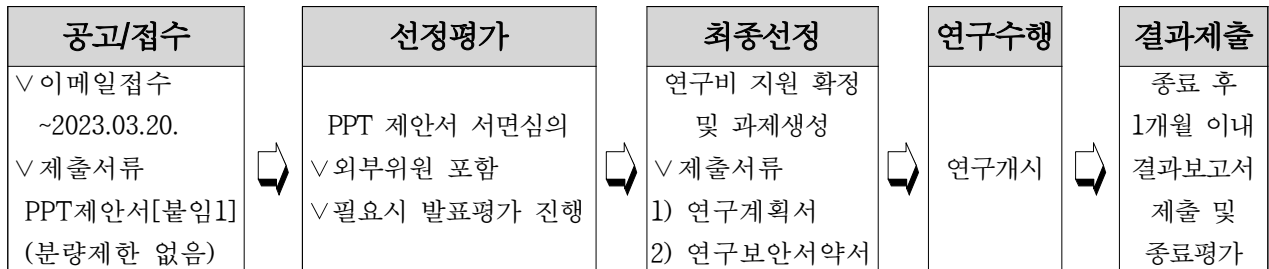 공고/접수
∨이메일접수
~2023.03.20.
∨제출서류
PPT제안서[붙임1]
(분량제한 없음)
선정평가
PPT 제안서 서면심의
∨외부위원 포함
∨필요시 발표평가 진행
최종선정
연구비 지원 확정
및 과제생성
∨제출서류
1) 연구계획서
2) 연구보안서약서
연구수행
연구개시
결과제출
종료 후
1개월 이내
결과보고서
제출 및
종료평가